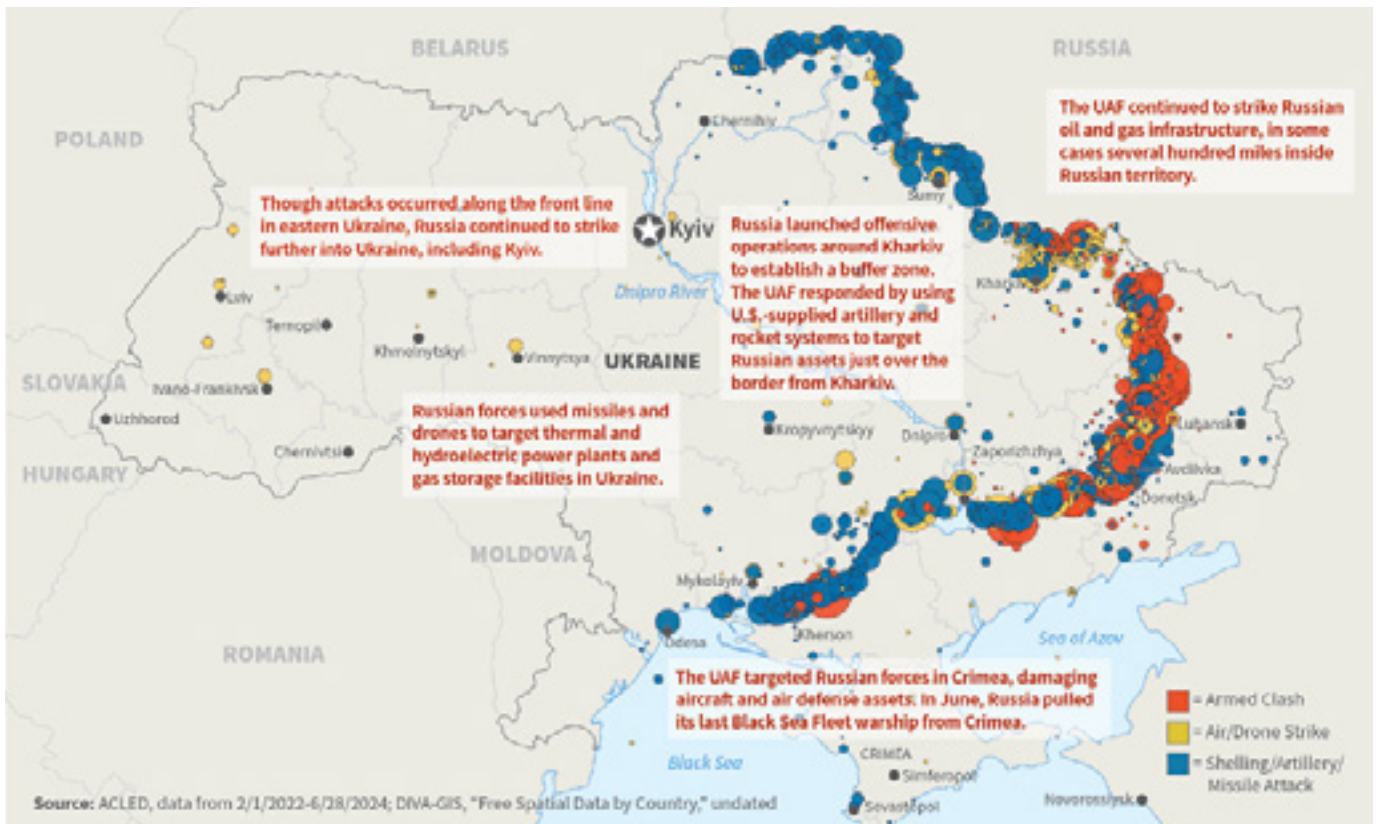 BELARUS
RUSSIA
POLAND
The UAF continued to strike Russian
oil and gas infrastructure, in some
cases several hundred miles inside
Russian territory.
Chernihiv
Sumy
Though attacks occurred along the front line
in eastern Ukraine, Russia continued to strike
further into Ukraine, including Kyiv.
Kyiv
Russia launched offensive
operations around Kharkiv
to establish a buffer zone.
The UAF responded by using
U.S.-supplied artillery and
rocket systems to target
Russian assets just over the
border from Kharkiv.
Kharkiv
Dnipro River
Lviv
Ternopil
Khmelnytskyi
Vinnytsya
UKRAINE
SLOVAKIA
Ivano-Frankivsk
Uzhhorod
Chernivtsi
HUNGARY
Russian forces used missiles and
drones to target thermal and
hydroelectric power plants and
gas storage facilities in Ukraine.
Kropyvnytskyy
Dnipro
Zaporizhzhya
Luhansk
Avdiivka
Donetsk
MOLDOVA
Mykolayiv
Odesa
Kherson
Sea of Azov
ROMANIA
The UAF targeted Russian forces in Crimea, damaging
aircraft and air defense assets. In June, Russia pulled
its last Black Sea Fleet warship from Crimea.
= Armed Clash
= Air/Drone Strike
= Shelling/Artillery/
Missile Attack
Black Sea
CRIMEA
Simferopol
Sevastopol
Novorossiysk
Source: ACLED, data from 2/1/2022-6/28/2024; DIVA-GIS, "Free Spatial Data by Country," undated